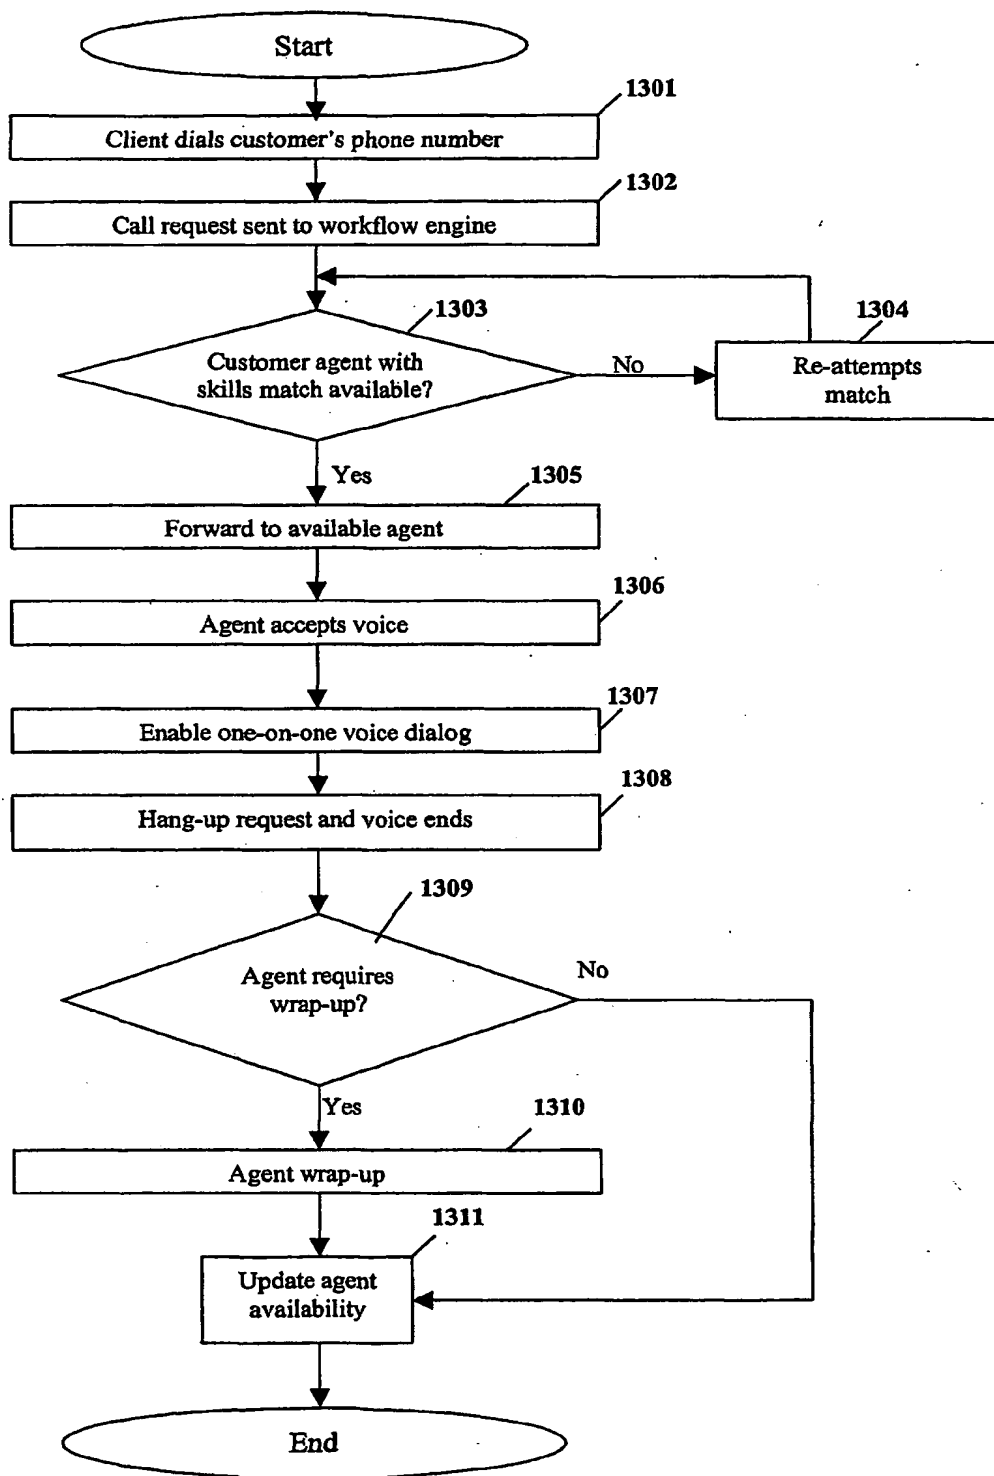 Start
1301
Client dials customer's phone number
1302
Call request sent to workflow engine
1303
Customer agent with
skills match available?
No
1304
Re-attempts
match
Yes
1305
Forward to available agent
1306
Agent accepts voice
1307
Enable one-on-one voice dialog
1308
Hang-up request and voice ends
1309
Agent requires
wrap-up?
No
Yes
1310
Agent wrap-up
1311
Update agent
availability
End